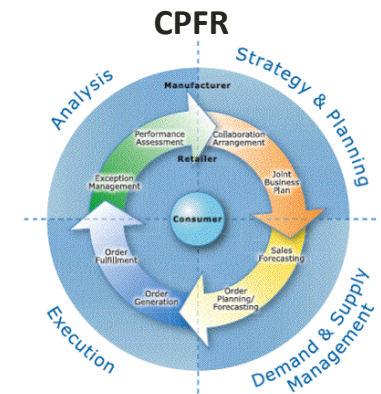 CPFR
Analysis
Strategy & Planning
Manufacturer
Performance
Assessment
Collaboration
Arrangement
Retailer
Exception
Management
Joint
Business
Plan
Consumer
Order
Fulfillment
Sales
Forecasting
Order
Generation
Order
Planning/
Forecasting
Execution
Demand & Supply
Management